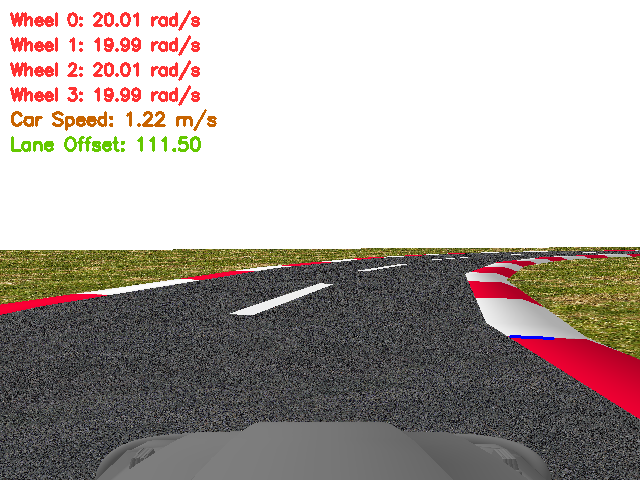 Wheel 0: 20.01 rad/s
Wheel 1: 19.99 rad/s
Wheel 2: 20.01 rad/s
Wheel 3: 19.99 rad/s
Car Speed: 1.22 m/s
Lane Offset: 111.50